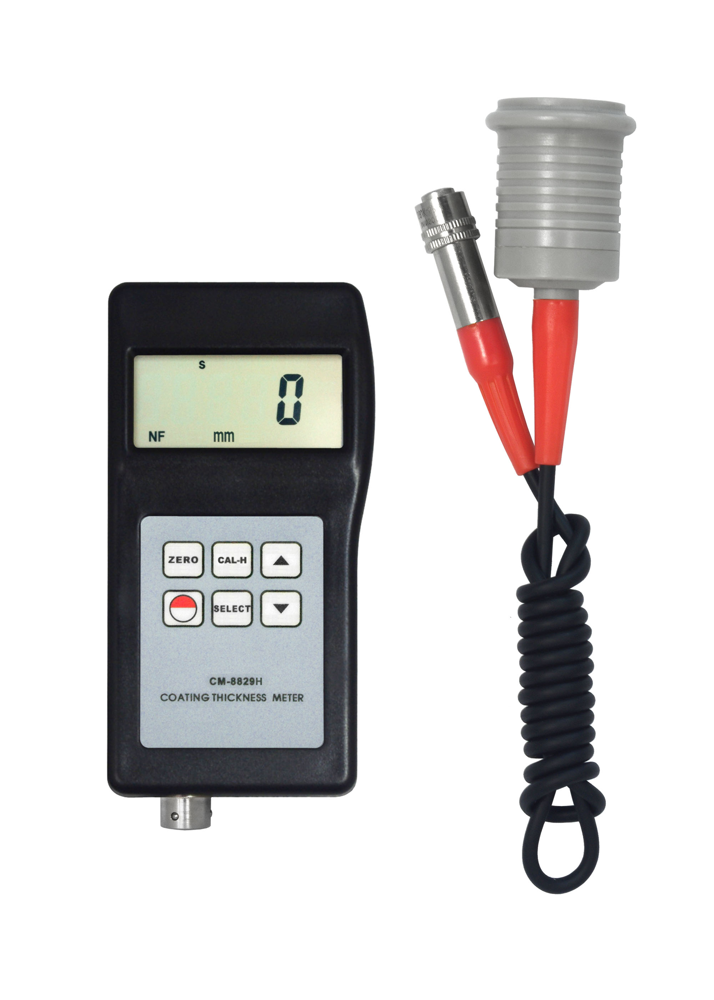 S
0
NF mm
ZERO CAL-H
SELECT
CM-8829H
COATING THICKNESS METER